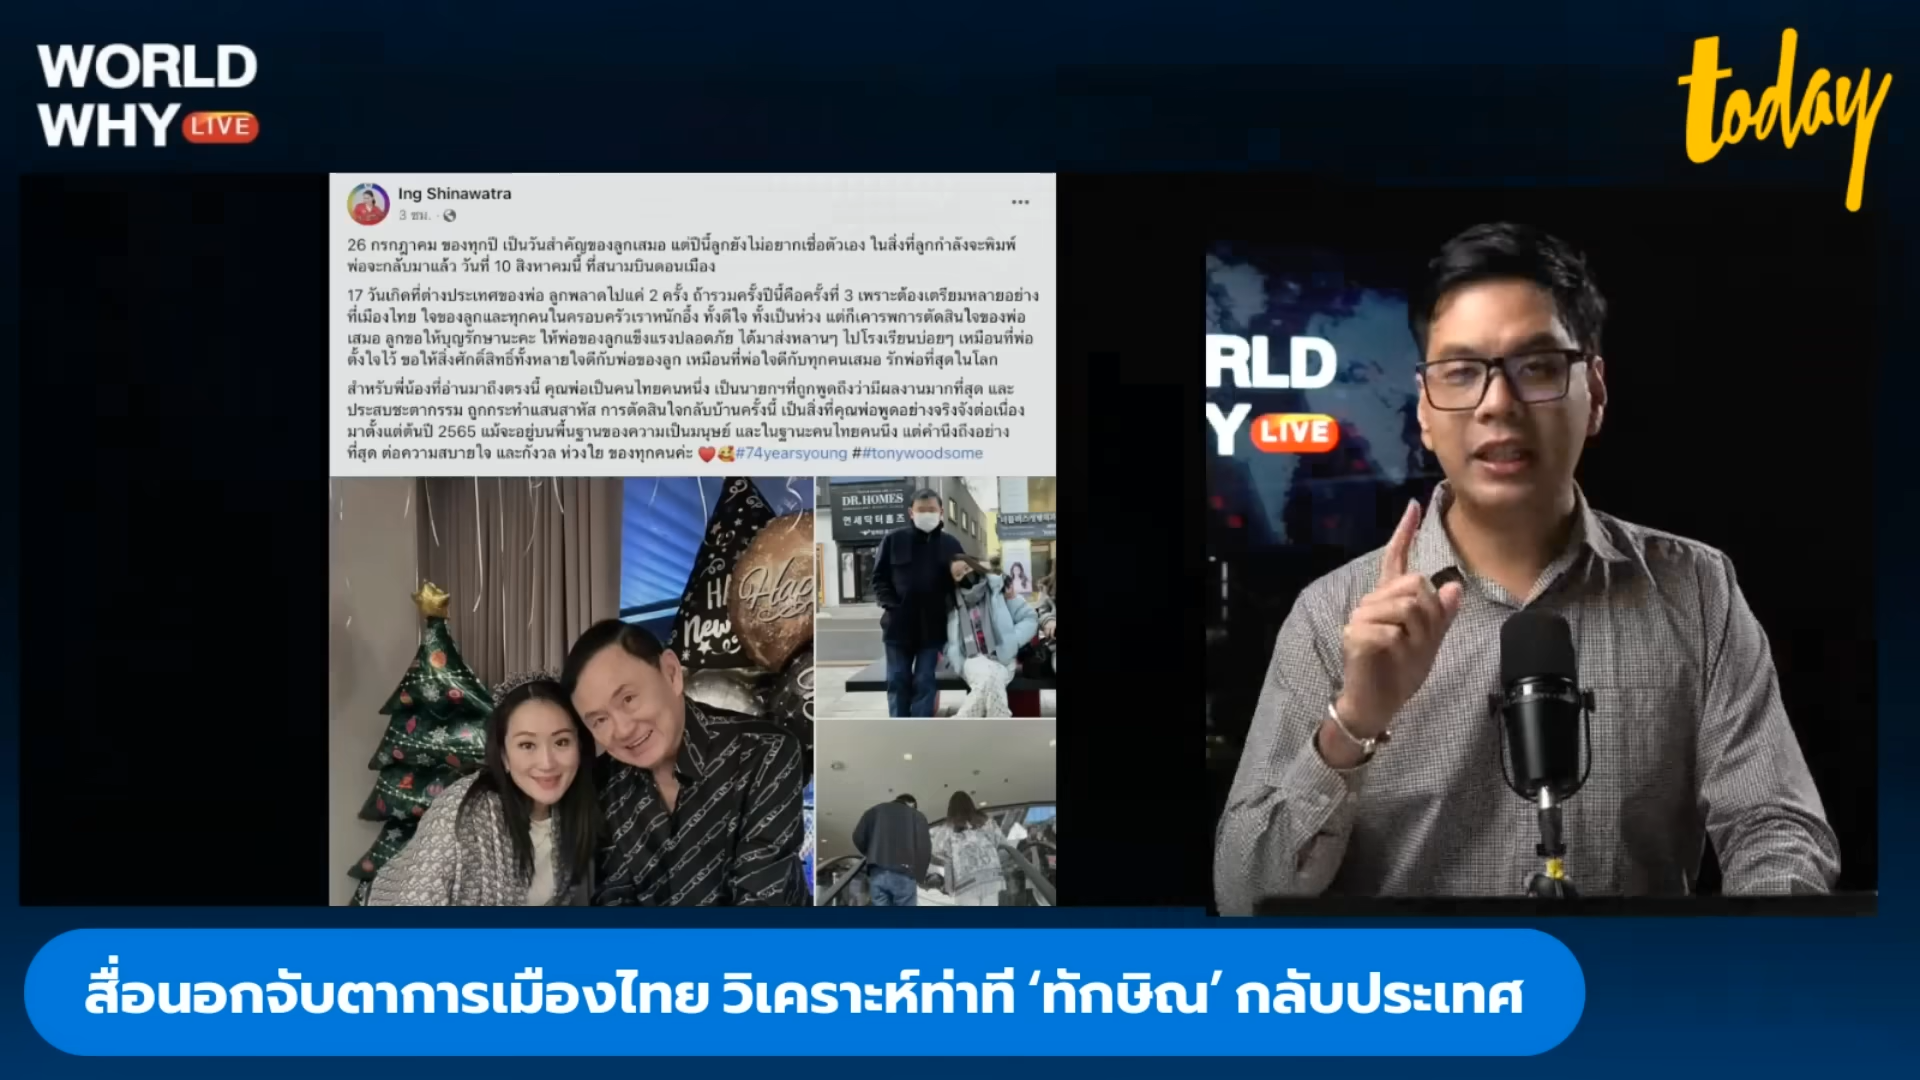 WORLD
WHY LIVE
today
Ing Shinawatra
3 ชม.
26 กรกฎาคม ของทุกปี เป็นวันสำคัญของลูกเสมอ แต่ปีนี้ลูกยังไม่อยากเชื่อตัวเอง ในสิ่งที่ลูกกำลังจะพิมพ์
พ่อจะกลับมาแล้ว วันที่ 10 สิงหาคมนี้ ที่สนามบินดอนเมือง
17 วันเกิดที่ต่างประเทศของพ่อ ลูกพลาดไปแค่ 2 ครั้ง ถ้ารวมครั้งปีนี้คือครั้งที่ 3 เพราะต้องเตรียมหลายอย่าง
ที่เมืองไทย ใจของลูกและทุกคนในครอบครัวเราหนักอึ้ง ทั้งดีใจ ทั้งเป็นห่วง แต่ก็เคารพการตัดสินใจของพ่อ
เสมอ ลูกขอให้บุญรักษานะคะ ให้พ่อของลูกแข็งแรงปลอดภัย ได้มาส่งหลานๆ ไปโรงเรียนบ่อยๆ เหมือนที่พ่อ
ตั้งใจไว้ ขอให้สิ่งศักดิ์สิทธิ์ทั้งหลายใจดีกับพ่อของลูก เหมือนที่พ่อใจดีกับทุกคนเสมอ รักพ่อที่สุดในโลก
สำหรับพี่น้องที่อ่านมาถึงตรงนี้ คุณพ่อเป็นคนไทยคนหนึ่ง เป็นนายกฯที่ถูกพูดถึงว่ามีผลงานมากที่สุด และ
ประสบชะตากรรม ถูกกระทำแสนสาหัส การตัดสินใจกลับบ้านครั้งนี้ เป็นสิ่งที่คุณพ่อพูดอย่างจริงจังต่อเนื่อง
มาตั้งแต่ต้นปี 2565 แม้จะอยู่บนพื้นฐานของความเป็นมนุษย์ และในฐานะคนไทยคนนึง แต่คำนึงถึงอย่าง
ที่สุด ต่อความสบายใจ และกังวล ห่วงใย ของทุกคนค่ะ ❤️🥰#74yearsyoung ##tonywoodsome
DR.HOMES
연세닥터홈즈
Happy
HA
New
RLD
Y LIVE
สื่อนอกจับตาการเมืองไทย วิเคราะห์ท่าที ‘ทักษิณ’ กลับประเทศ